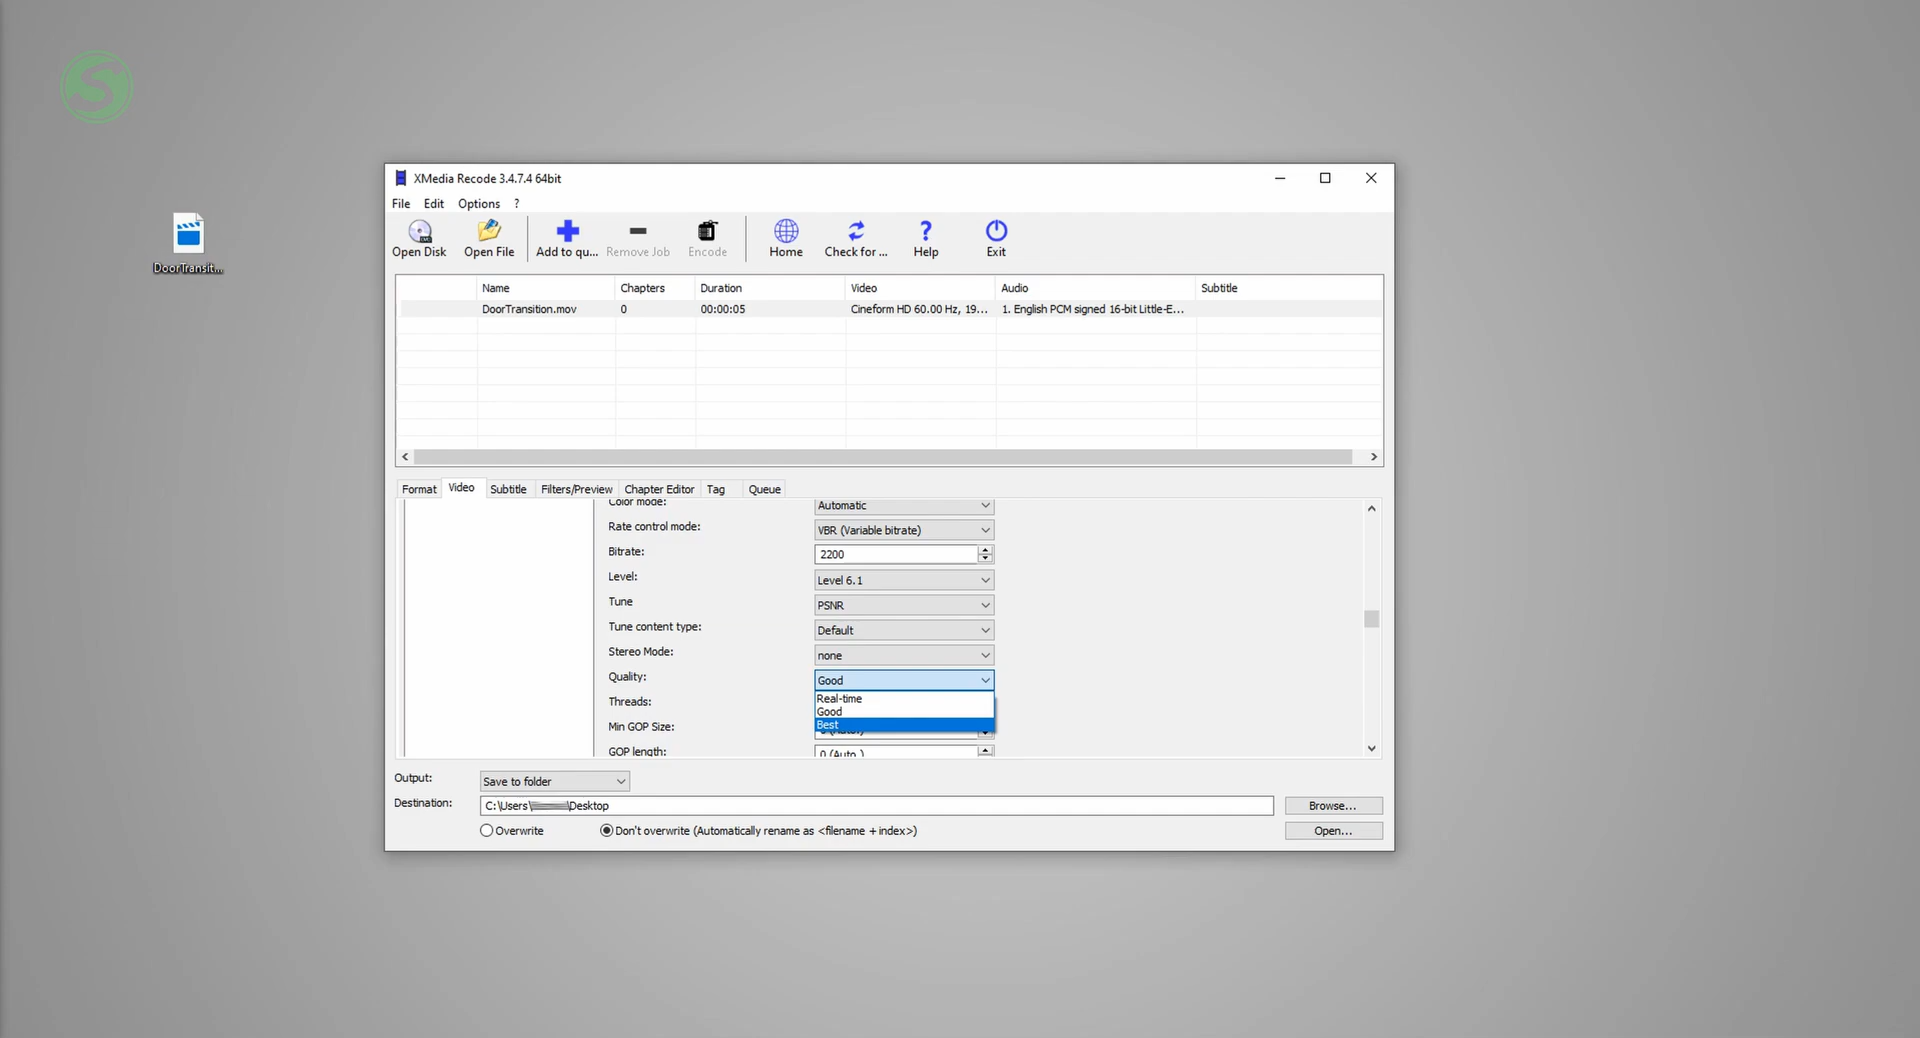 S
DoorTransit...
XMedia Recode 3.4.7.4 64bit
File Edit Options ?
Open Disk Open File Add to qu... Remove Job Encode Home Check for ... Help Exit
Name Chapters Duration Video Audio Subtitle
DoorTransition.mov 0 00:00:05 Cineform HD 60.00 Hz, 19... 1. English PCM signed 16-bit Little-E...
Format Video Subtitle Filters/Preview Chapter Editor Tag Queue
Color mode: Automatic
Rate control mode: VBR (Variable bitrate)
Bitrate: 2200
Level: Level 6.1
Tune PSNR
Tune content type: Default
Stereo Mode: none
Quality: Good
Real-time
Threads:
Good
Best
Min GOP Size: 0 (Auto.)
GOP length: 0 (Auto.)
Output: Save to folder
Destination: C:\Users\ \Desktop Browse...
Overwrite Don't overwrite (Automatically rename as <filename +index>) Open...